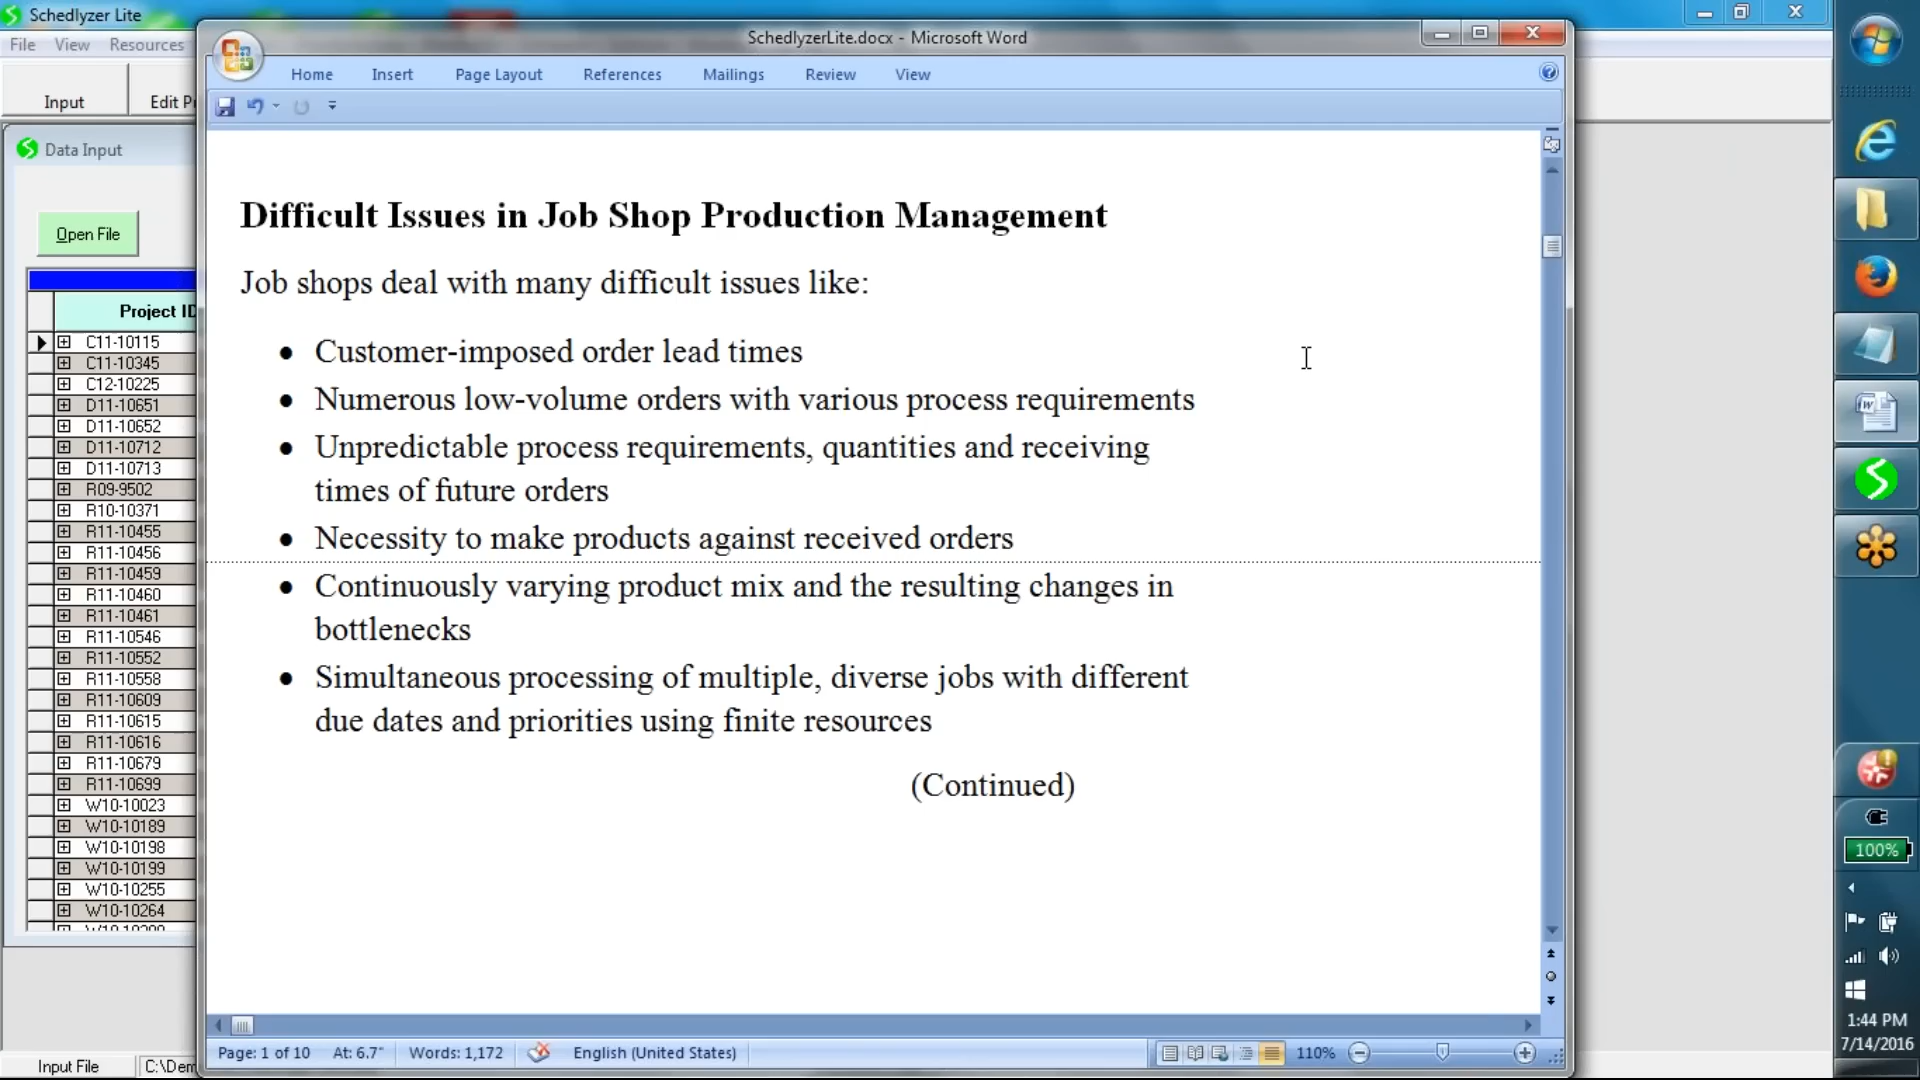 Schedlyzer Lite
File View Resources
Input Edit
Data Input
Open File
Project ID
C11-10115
C11-10345
C12-10225
D11-10651
D11-10652
D11-10712
D11-10713
R09-9502
R10-10371
R11-10455
R11-10456
R11-10459
R11-10460
R11-10461
R11-10546
R11-10552
R11-10558
R11-10609
R11-10615
R11-10616
R11-10679
R11-10699
W10-10023
W10-10189
W10-10198
W10-10199
W10-10255
W10-10264
Input File C:\Dem
SchedlyzerLite.docx - Microsoft Word
Home Insert Page Layout References Mailings Review View
Difficult Issues in Job Shop Production Management
Job shops deal with many difficult issues like:
• Customer-imposed order lead times
• Numerous low-volume orders with various process requirements
• Unpredictable process requirements, quantities and receiving
times of future orders
• Necessity to make products against received orders
• Continuously varying product mix and the resulting changes in
bottlenecks
• Simultaneous processing of multiple, diverse jobs with different
due dates and priorities using finite resources
(Continued)
Page: 1 of 10 At: 6.7" Words: 1,172 English (United States) 110%
100%
1:44 PM
7/14/2016